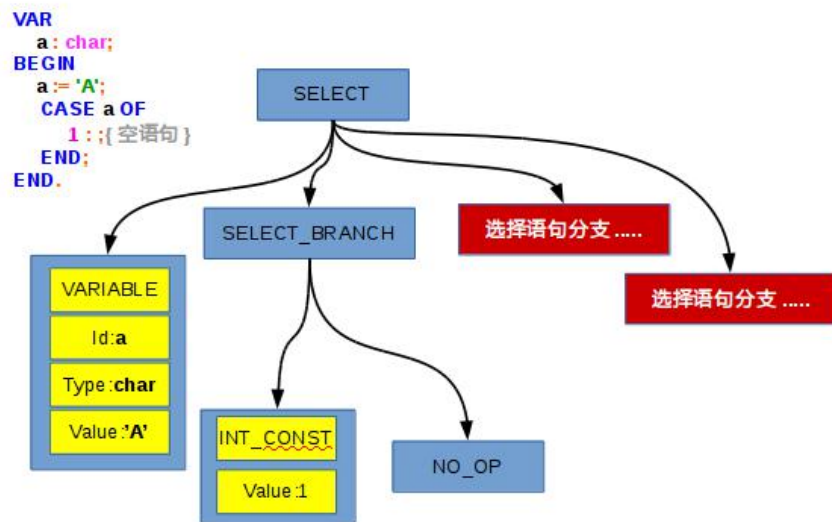 VAR
a : char;
BEGIN
a := 'A';
CASE a OF
1 : ;{ 空语句 }
END;
END.
SELECT
SELECT_BRANCH
选择语句分支 .....
选择语句分支 .....
VARIABLE
Id:a
Type:char
Value:’A’
INT_CONST
Value:1
NO_OP